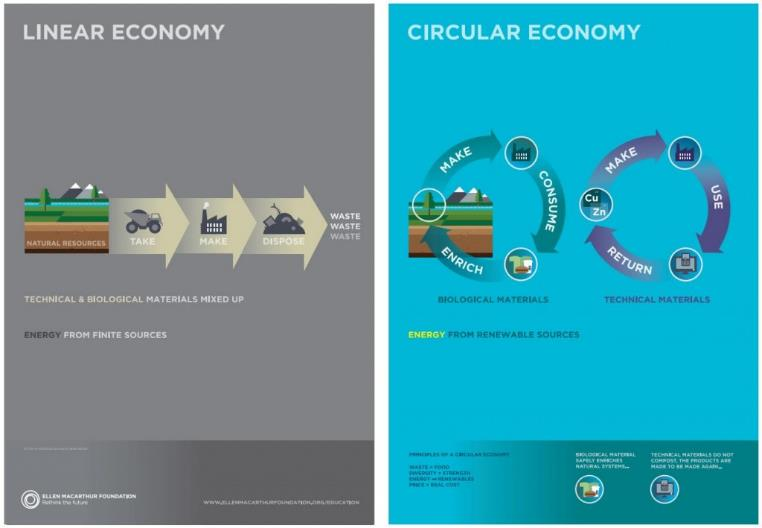 LINEAR ECONOMY
NATURAL RESOURCES
TAKE
MAKE
DISPOSE
WASTE
WASTE
WASTE
TECHNICAL & BIOLOGICAL MATERIALS MIXED UP
ENERGY FROM FINITE SOURCES
ELLEN MACARTHUR FOUNDATION
Rethink the future
WWW.ELLENMACARTHURFOUNDATION.ORG/EDUCATION
CIRCULAR ECONOMY
MAKE
CONSUME
ENRICH
BIOLOGICAL MATERIALS
MAKE
USE
RETURN
Cu
Zn
TECHNICAL MATERIALS
ENERGY FROM RENEWABLE SOURCES
PRINCIPLES OF A CIRCULAR ECONOMY
WASTE = FOOD
DIVERSITY = STRENGTH
ENERGY = RENEWABLES
PRICE = REAL COST
BIOLOGICAL MATERIAL
SAFELY ENRICHES
NATURAL SYSTEMS...
TECHNICAL MATERIALS DO NOT
COMPOST, THE PRODUCTS ARE
MADE TO BE MADE AGAIN...